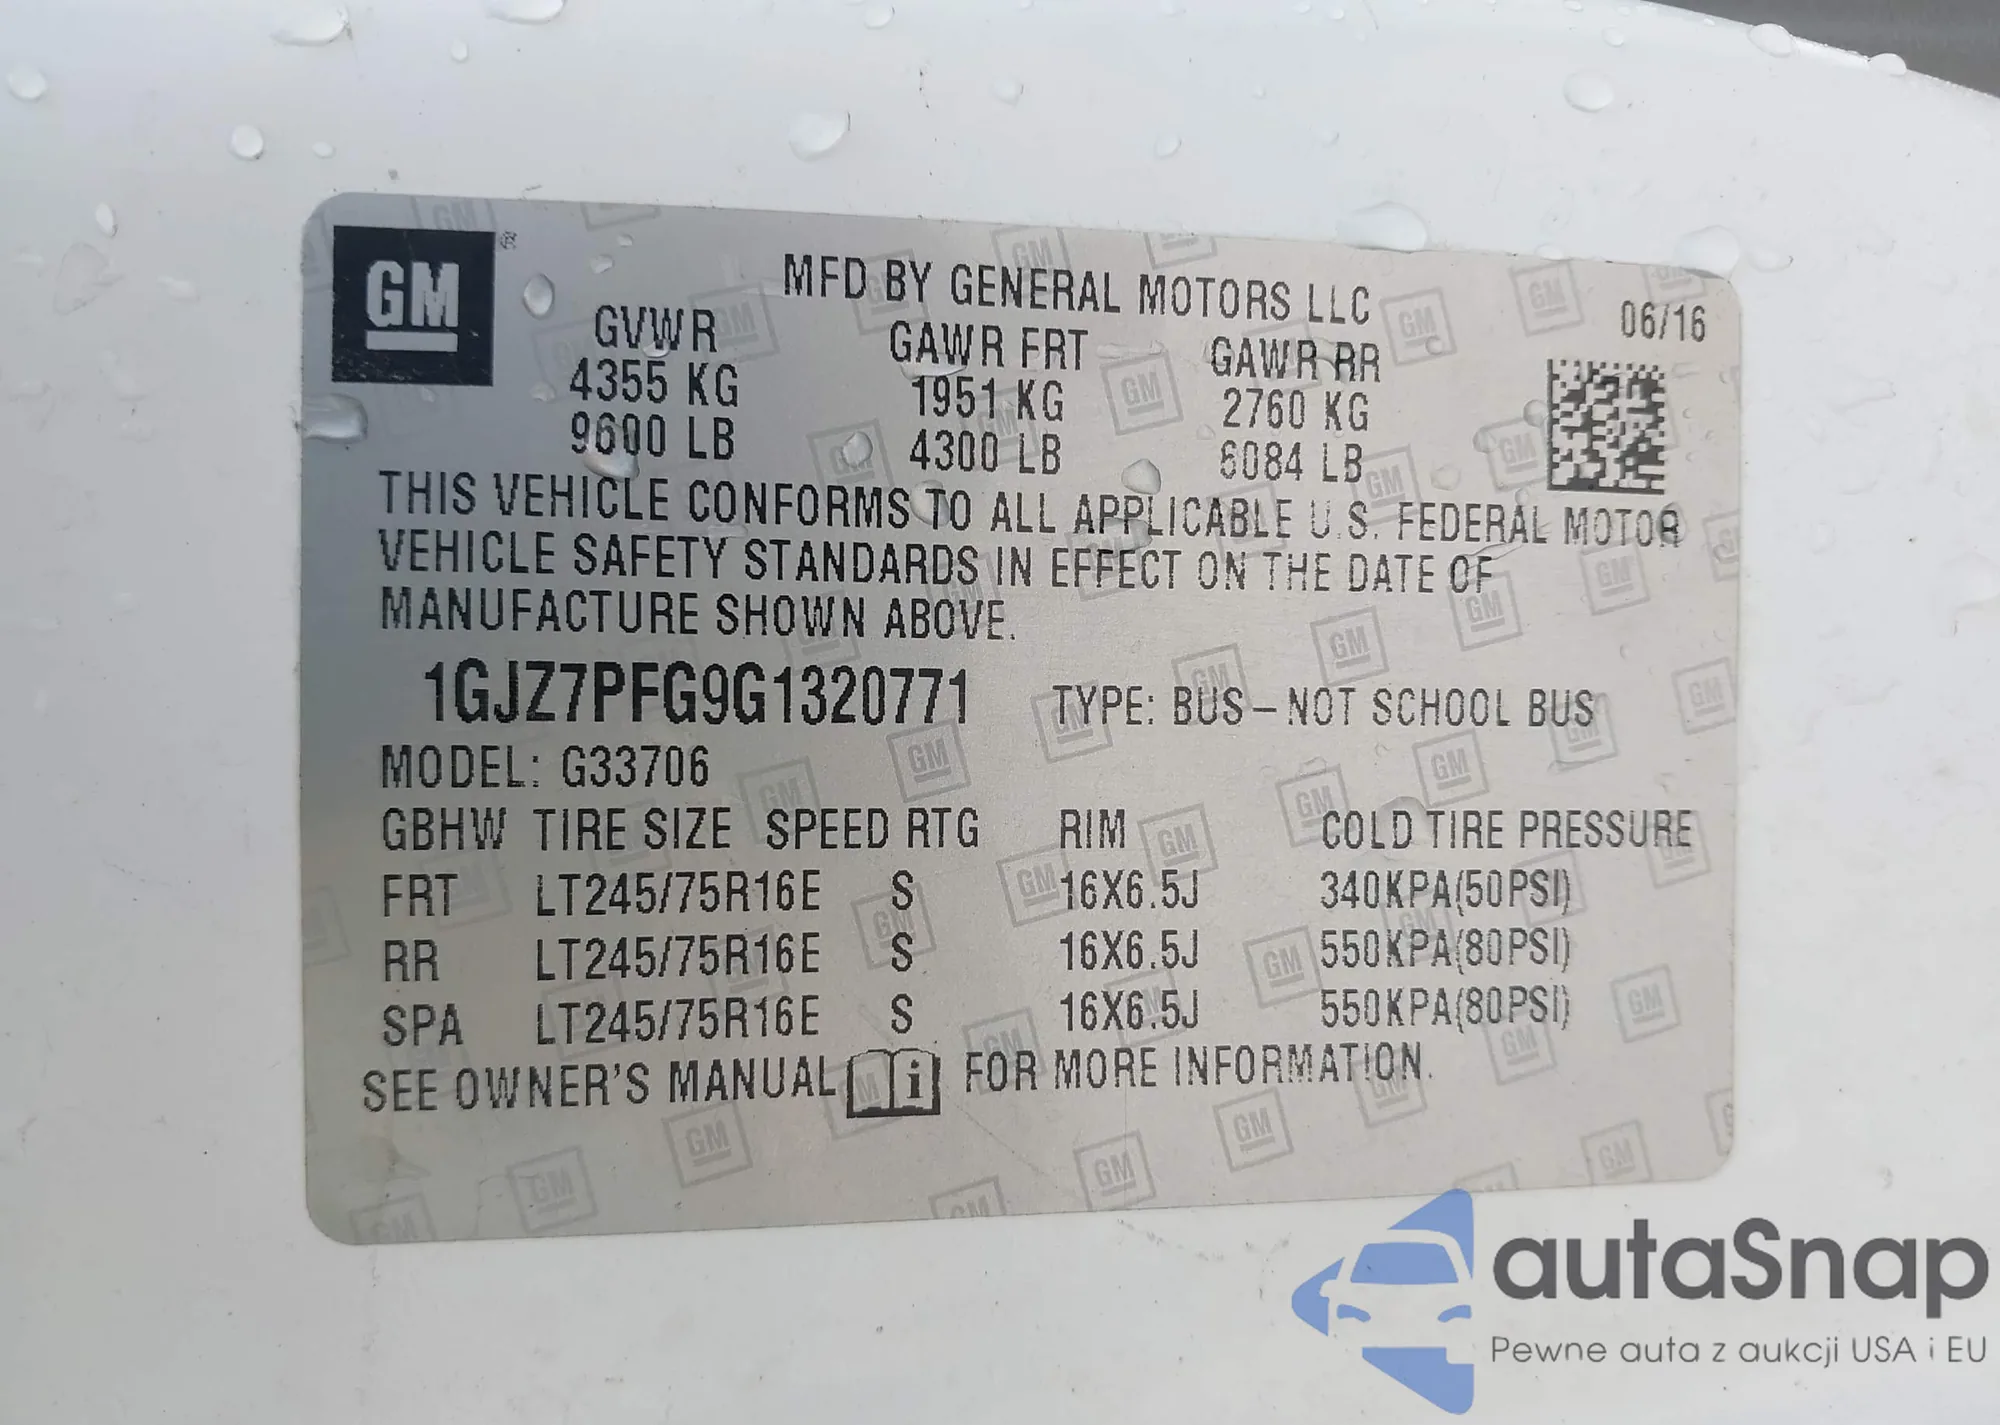 GM ®
MFD BY GENERAL MOTORS LLC
06/16
GVWR GAWR FRT GAWR RR
4355 KG 1951 KG 2760 KG
9600 LB 4300 LB 6084 LB
THIS VEHICLE CONFORMS TO ALL APPLICABLE U.S. FEDERAL MOTOR
VEHICLE SAFETY STANDARDS IN EFFECT ON THE DATE OF
MANUFACTURE SHOWN ABOVE.
1GJZ7PFG9G1320771 TYPE: BUS–NOT SCHOOL BUS
MODEL: G33706
GBHW TIRE SIZE SPEED RTG RIM COLD TIRE PRESSURE
FRT LT245/75R16E S 16X6.5J 340KPA(50PSI)
RR LT245/75R16E S 16X6.5J 550KPA(80PSI)
SPA LT245/75R16E S 16X6.5J 550KPA(80PSI)
SEE OWNER'S MANUAL i FOR MORE INFORMATION.
autaSnap
Pewne auta z aukcji USA i EU